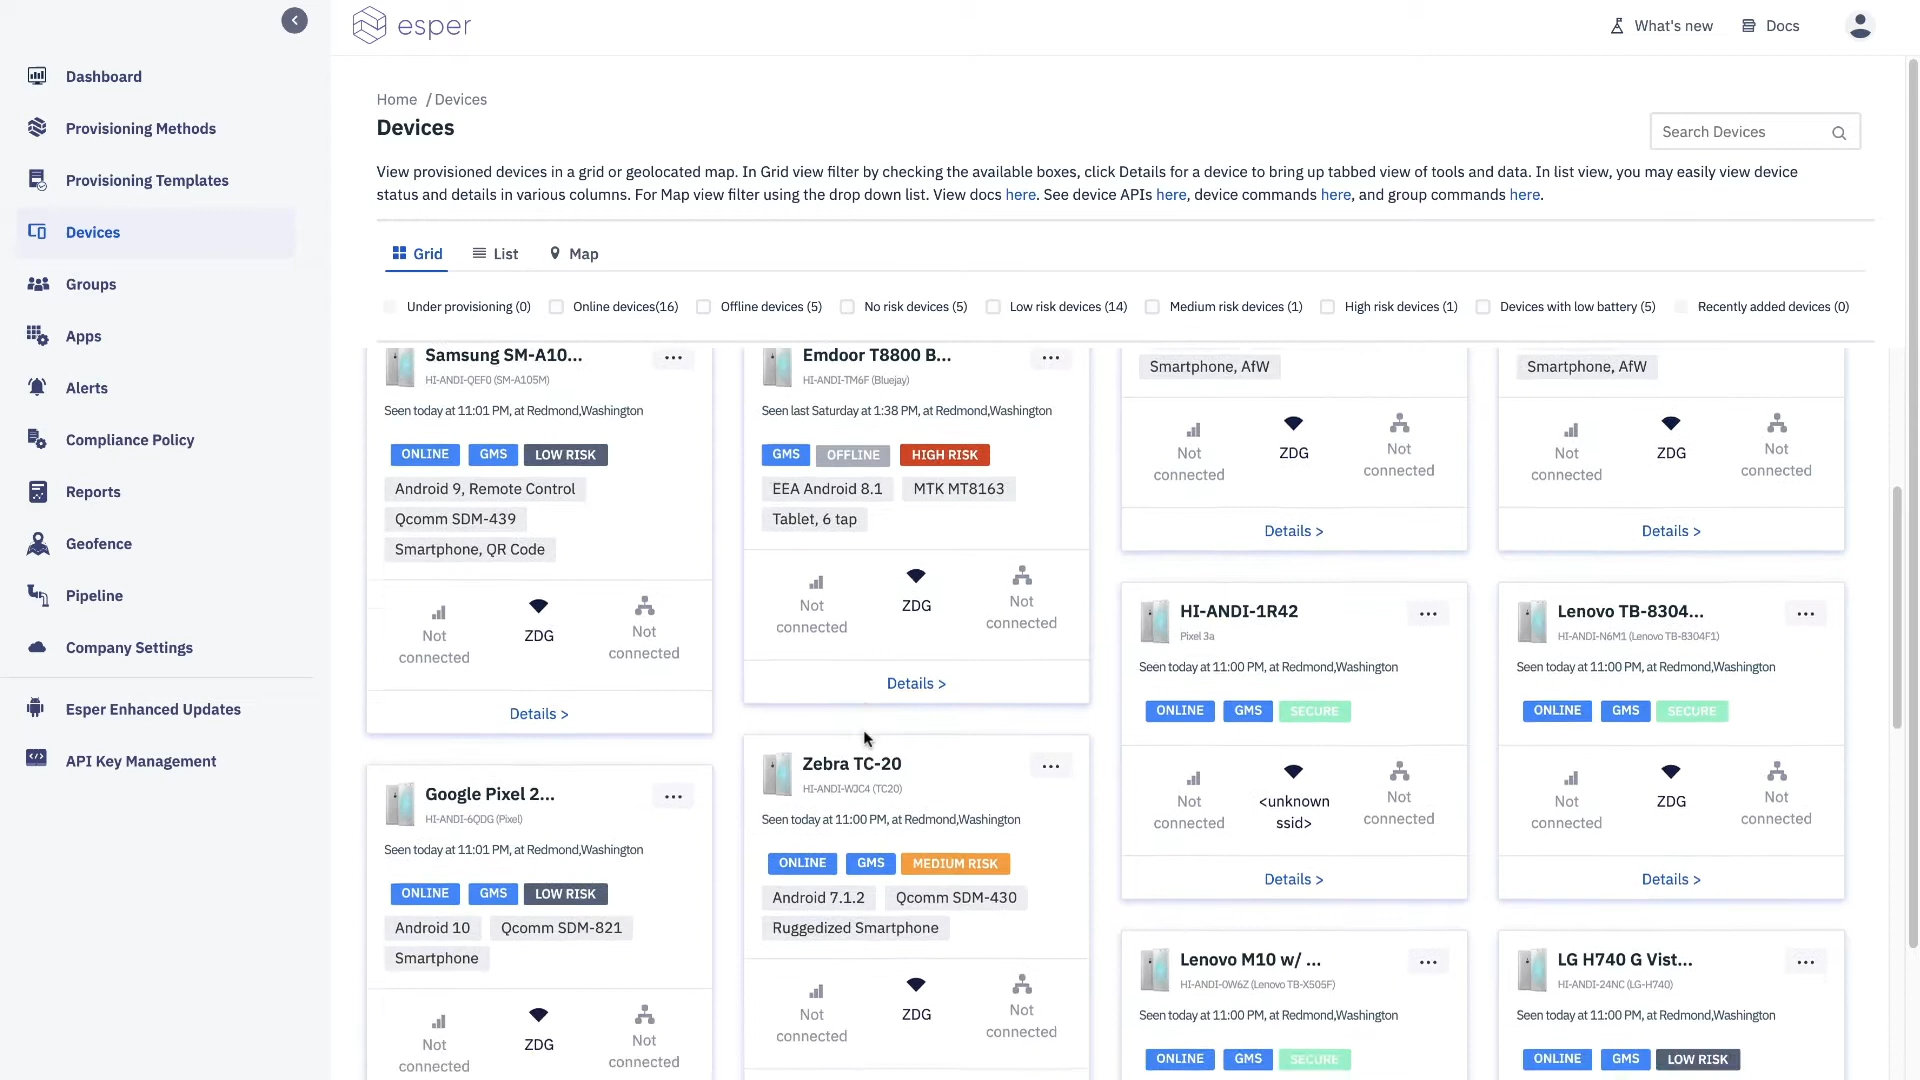 esper
What's new
Docs
Dashboard
Provisioning Methods
Provisioning Templates
Devices
Groups
Apps
Alerts
Compliance Policy
Reports
Geofence
Pipeline
Company Settings
Esper Enhanced Updates
API Key Management
Home / Devices
Devices
Search Devices
View provisioned devices in a grid or geolocated map. In Grid view filter by checking the available boxes, click Details for a device to bring up tabbed view of tools and data. In list view, you may easily view device
status and details in various columns. For Map view filter using the drop down list. View docs here. See device APIs here, device commands here, and group commands here.
Grid
List
Map
Under provisioning (0)
Online devices(16)
Offline devices (5)
No risk devices (5)
Low risk devices (14)
Medium risk devices (1)
High risk devices (1)
Devices with low battery (5)
Recently added devices (0)
Samsung SM-A10...
HI-ANDI-QEF0 (SM-A105M)
Seen today at 11:01 PM, at Redmond,Washington
ONLINE GMS LOW RISK
Android 9, Remote Control
Qcomm SDM-439
Smartphone, QR Code
Not
connected
ZDG
Not
connected
Details >
Google Pixel 2...
HI-ANDI-6QDG (Pixel)
Seen today at 11:01 PM, at Redmond,Washington
ONLINE GMS LOW RISK
Android 10 Qcomm SDM-821
Smartphone
Not
connected
ZDG
Not
connected
Emdoor T8800 B...
HI-ANDI-TM6F (Bluejay)
Seen last Saturday at 1:38 PM, at Redmond,Washington
GMS OFFLINE HIGH RISK
EEA Android 8.1 MTK MT8163
Tablet, 6 tap
Not
connected
ZDG
Not
connected
Details >
Zebra TC-20
HI-ANDI-WJC4 (TC20)
Seen today at 11:00 PM, at Redmond,Washington
ONLINE GMS MEDIUM RISK
Android 7.1.2 Qcomm SDM-430
Ruggedized Smartphone
Not
connected
ZDG
Not
connected
Smartphone, AfW
Not
connected
ZDG
Not
connected
Details >
HI-ANDI-1R42
Pixel 3a
Seen today at 11:00 PM, at Redmond,Washington
ONLINE GMS SECURE
Not
connected
<unknown
ssid>
Not
connected
Details >
Lenovo M10 w/ ...
HI-ANDI-0W6Z (Lenovo TB-X505F)
Seen today at 11:00 PM, at Redmond,Washington
ONLINE GMS SECURE
Smartphone, AfW
Not
connected
ZDG
Not
connected
Details >
Lenovo TB-8304...
HI-ANDI-N6M1 (Lenovo TB-8304F1)
Seen today at 11:00 PM, at Redmond,Washington
ONLINE GMS SECURE
Not
connected
ZDG
Not
connected
Details >
LG H740 G Vist...
HI-ANDI-24NC (LG-H740)
Seen today at 11:00 PM, at Redmond,Washington
ONLINE GMS LOW RISK